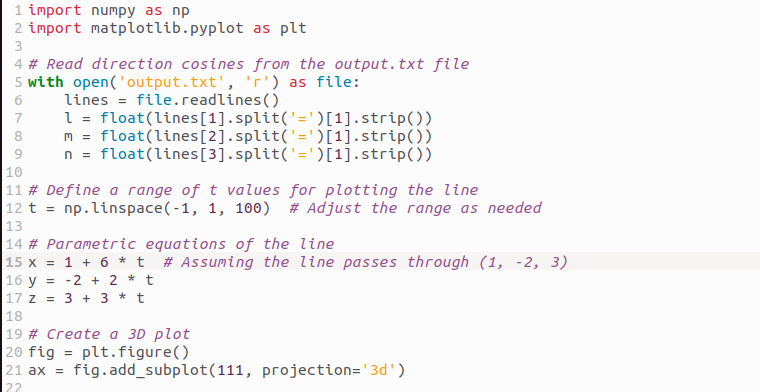 1 import numpy as np
2 import matplotlib.pyplot as plt
3
4 # Read direction cosines from the output.txt file
5 with open('output.txt', 'r') as file:
6     lines = file.readlines()
7     l = float(lines[1].split('=')[1].strip())
8     m = float(lines[2].split('=')[1].strip())
9     n = float(lines[3].split('=')[1].strip())
10
11 # Define a range of t values for plotting the line
12 t = np.linspace(-1, 1, 100)  # Adjust the range as needed
13
14 # Parametric equations of the line
15 x = 1 + 6 * t  # Assuming the line passes through (1, -2, 3)
16 y = -2 + 2 * t
17 z = 3 + 3 * t
18
19 # Create a 3D plot
20 fig = plt.figure()
21 ax = fig.add_subplot(111, projection='3d')
22